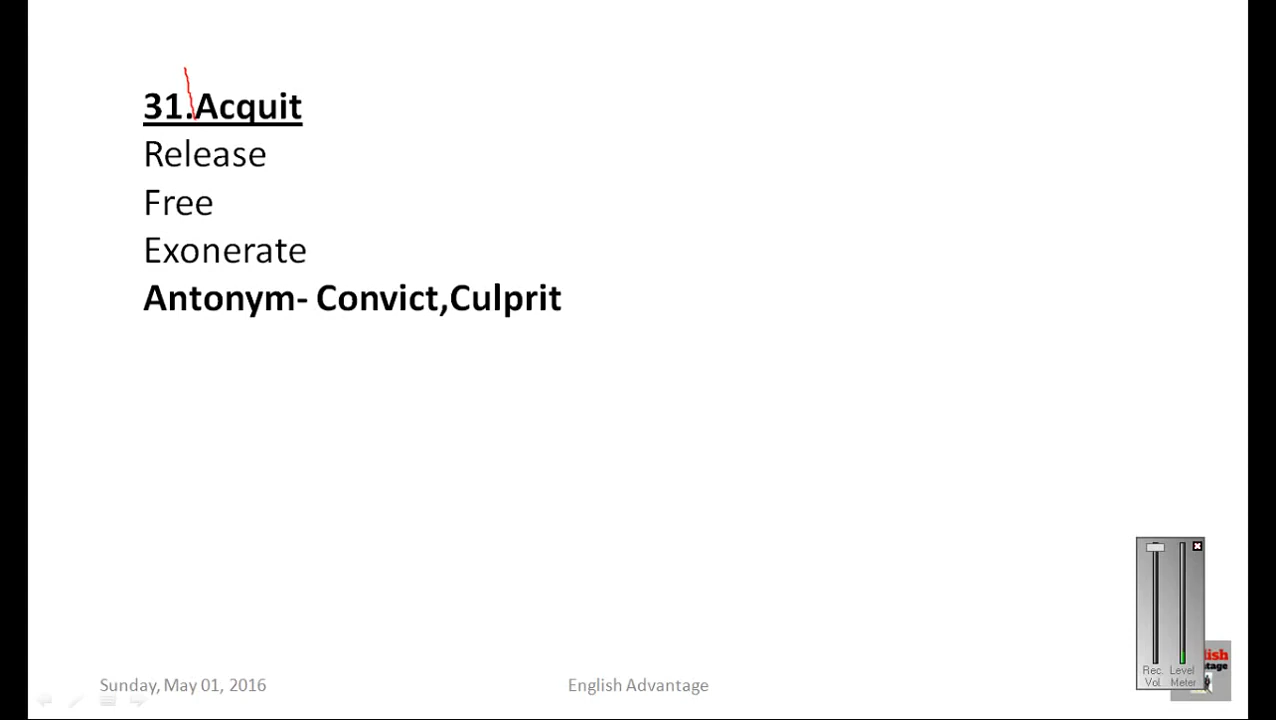 31.Acquit
Release
Free
Exonerate
Antonym- Convict,Culprit
Rec. Level
Vol. Meter
Sunday, May 01, 2016
English Advantage